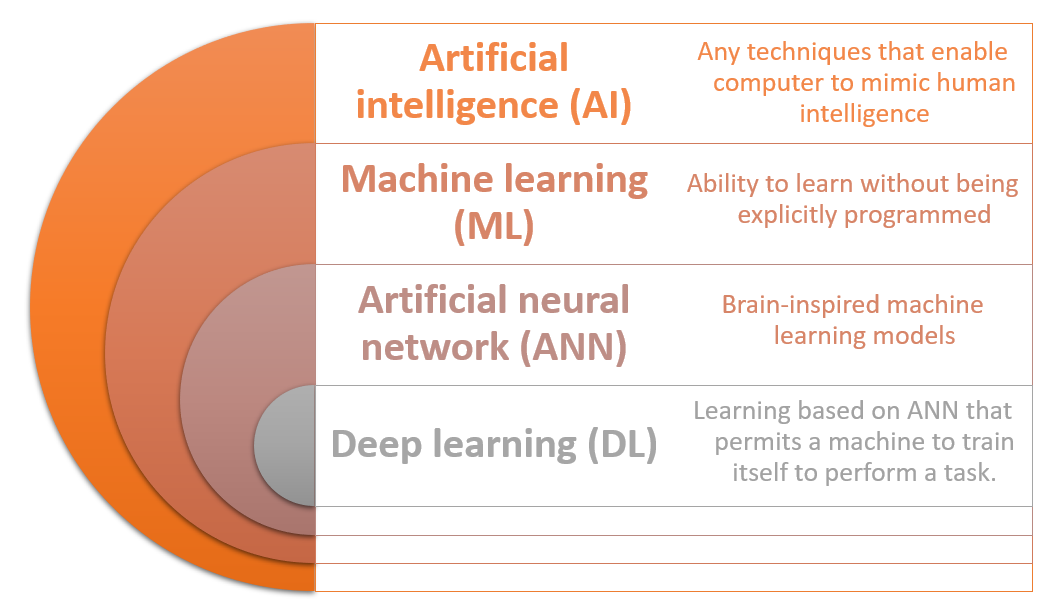 Artificial
intelligence (AI)
Any techniques that enable
computer to mimic human
intelligence
Machine learning
(ML)
Ability to learn without being
explicitly programmed
Artificial neural
network (ANN)
Brain-inspired machine
learning models
Deep learning (DL)
Learning based on ANN that
permits a machine to train
itself to perform a task.